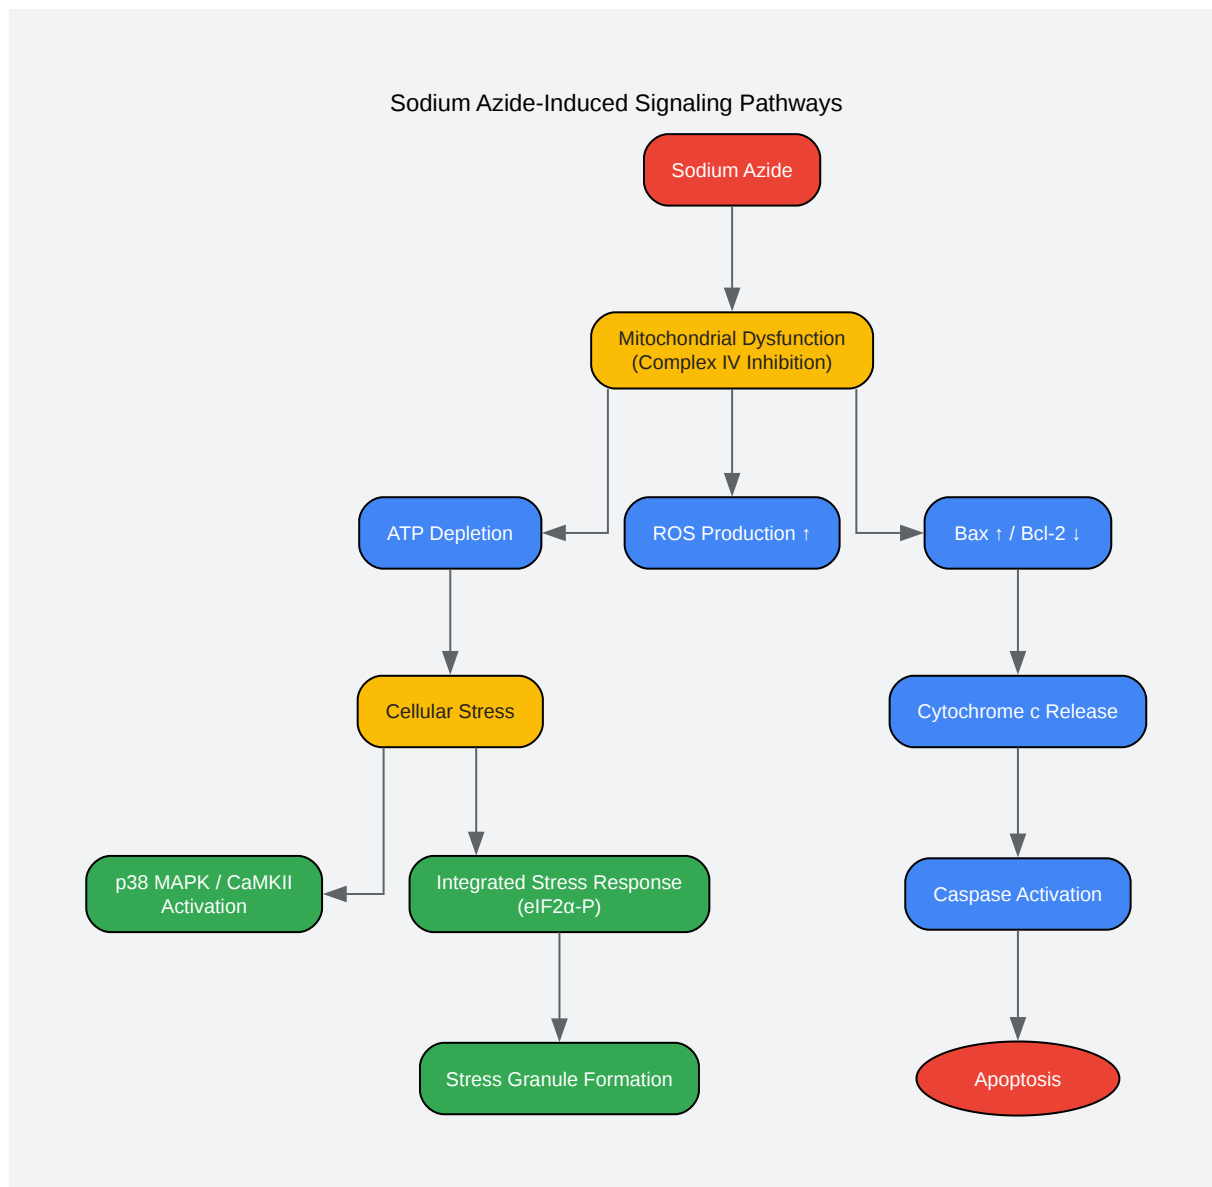 Sodium Azide-Induced Signaling Pathways
Sodium Azide
Mitochondrial Dysfunction
(Complex IV Inhibition)
ATP Depletion
ROS Production ↑
Bax ↑ / Bcl-2 ↓
Cellular Stress
Cytochrome c Release
p38 MAPK / CaMKII
Activation
Integrated Stress Response
(eIF2α-P)
Caspase Activation
Stress Granule Formation
Apoptosis